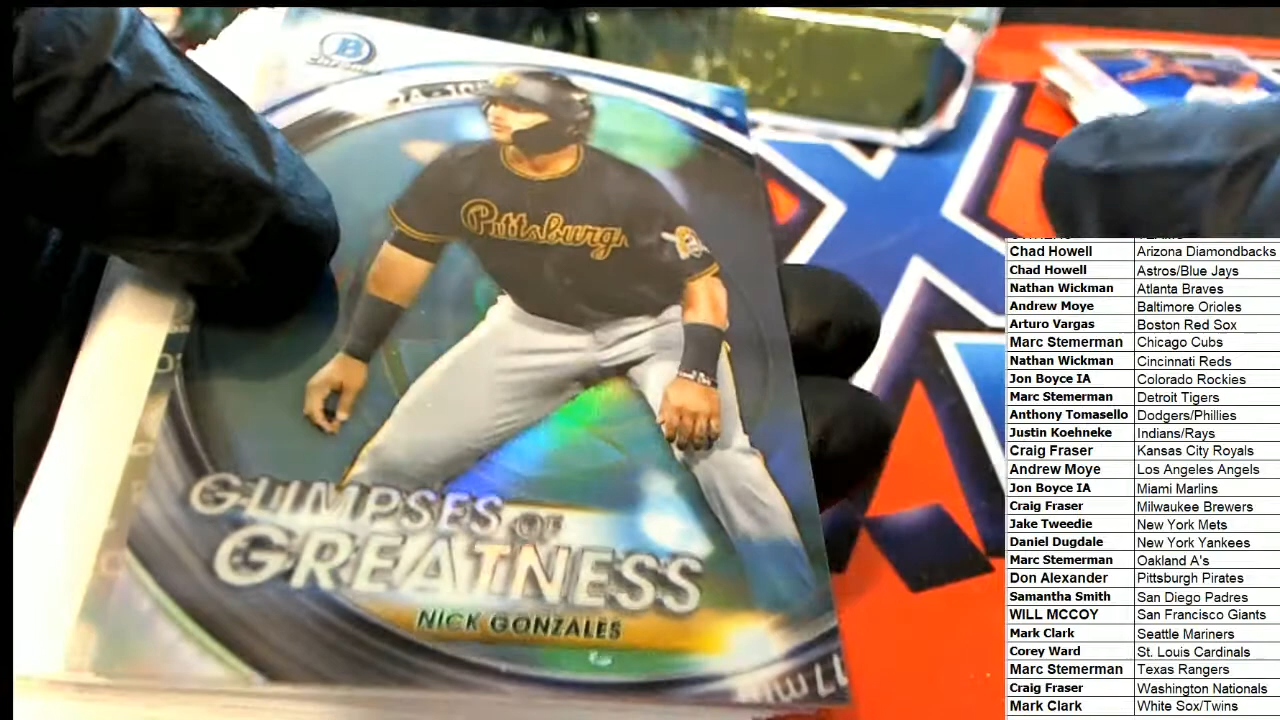 B
Pittsburgh
GLIMPSES OF
GREATNESS
NICK GONZALES
Chad Howell Arizona Diamondbacks
Chad Howell Astros/Blue Jays
Nathan Wickman Atlanta Braves
Andrew Moye Baltimore Orioles
Arturo Vargas Boston Red Sox
Marc Stemerman Chicago Cubs
Nathan Wickman Cincinnati Reds
Jon Boyce IA Colorado Rockies
Marc Stemerman Detroit Tigers
Anthony Tomasello Dodgers/Phillies
Justin Koehneke Indians/Rays
Craig Fraser Kansas City Royals
Andrew Moye Los Angeles Angels
Jon Boyce IA Miami Marlins
Craig Fraser Milwaukee Brewers
Jake Tweedie New York Mets
Daniel Dugdale New York Yankees
Marc Stemerman Oakland A's
Don Alexander Pittsburgh Pirates
Samantha Smith San Diego Padres
WILL MCCOY San Francisco Giants
Mark Clark Seattle Mariners
Corey Ward St. Louis Cardinals
Marc Stemerman Texas Rangers
Craig Fraser Washington Nationals
Mark Clark White Sox/Twins